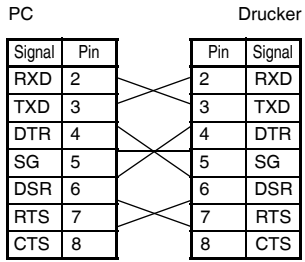 PC Drucker
Signal Pin Pin Signal
RXD 2 2 RXD
TXD 3 3 TXD
DTR 4 4 DTR
SG 5 5 SG
DSR 6 6 DSR
RTS 7 7 RTS
CTS 8 8 CTS